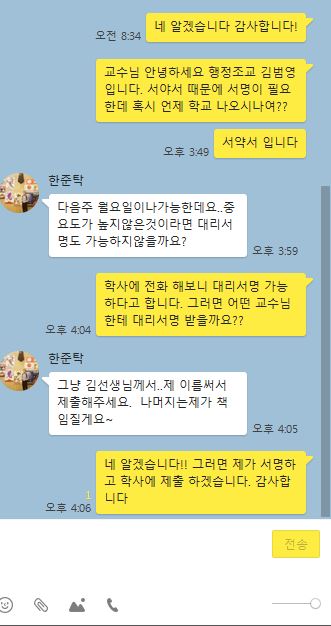 네 알겠습니다 감사합니다!
오전 8:34
교수님 안녕하세요 행정조교 김범영
입니다. 서야서 때문에 서명이 필요
한데 혹시 언제 학교 나오시나여??
서약서 입니다
오후 3:49
한준탁
다음주 월요일이나가능한데요..중
요도가 높지않은것이라면 대리서
명도 가능하지않을까요?
오후 3:59
학사에 전화 해보니 대리서명 가능
하다고 합니다. 그러면 어떤 교수님
한테 대리서명 받을까요??
오후 4:04
한준탁
그냥 김선생님께서..제 이름써서
제출해주세요. 나머지는제가 책
임질게요~
오후 4:05
네 알겠습니다!! 그러면 제가 서명하
고 학사에 제출 하겠습니다. 감사합
니다
1
오후 4:06
전송